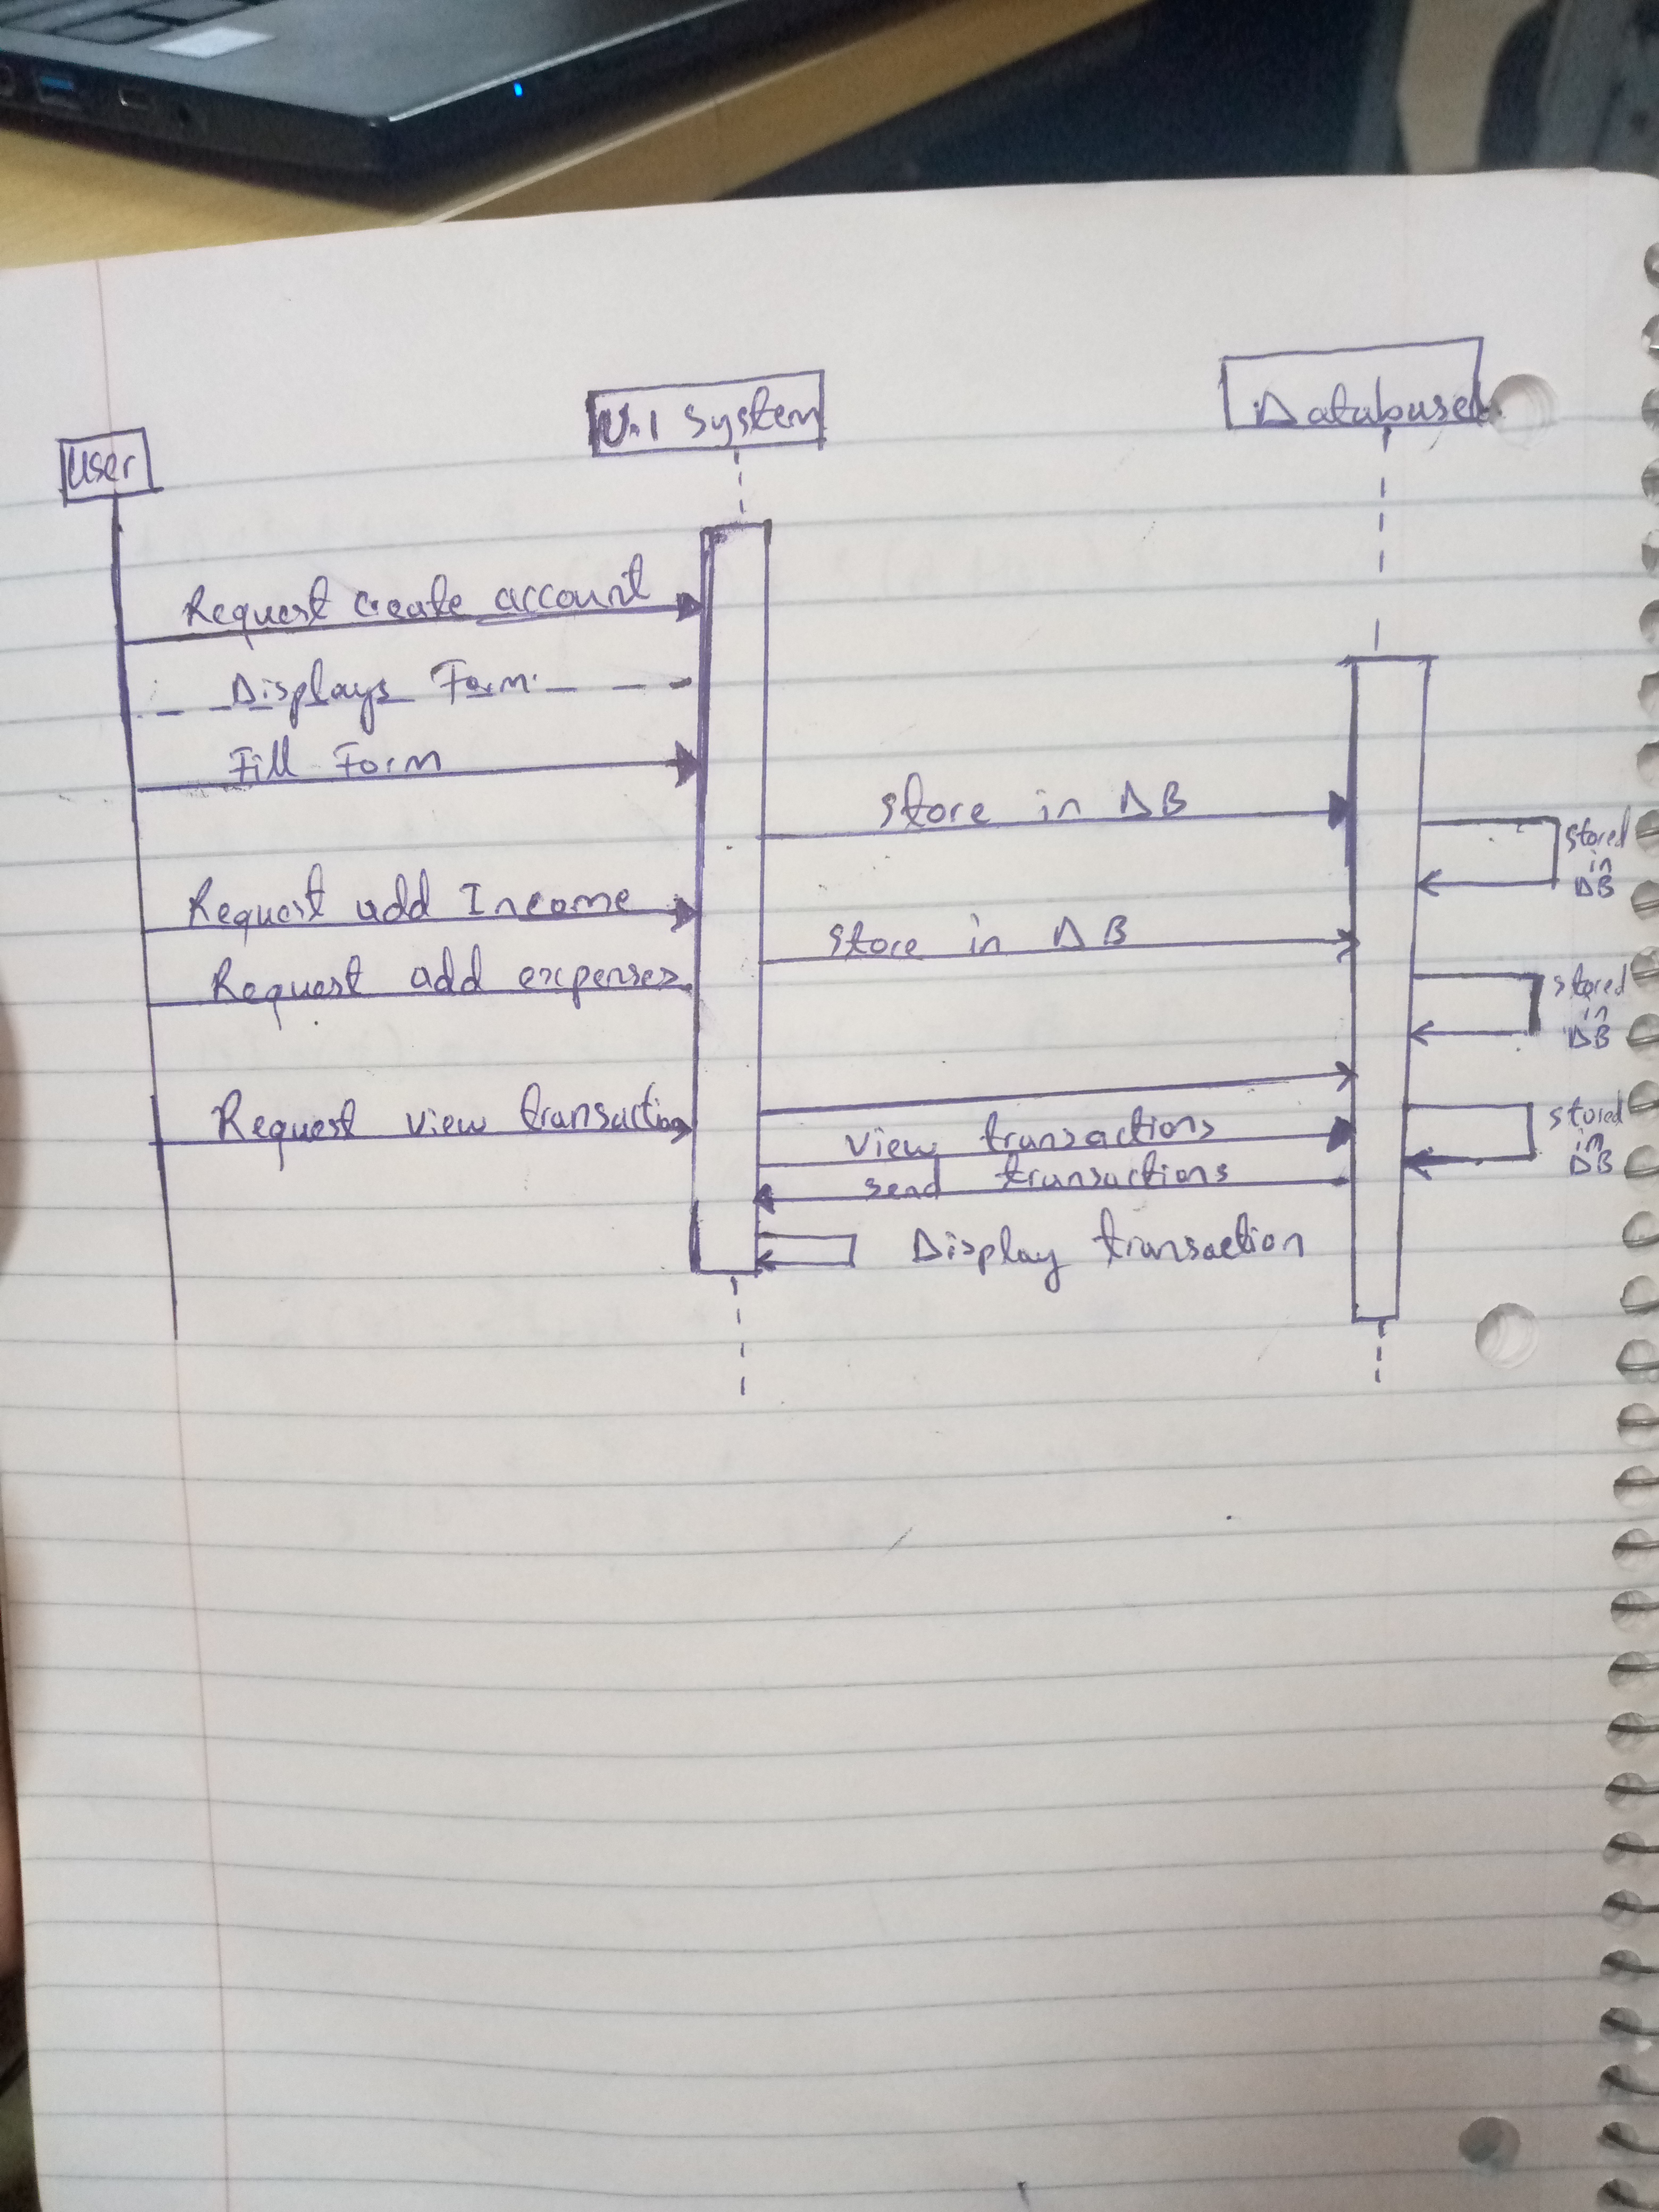 User
U.I System
Database
Request create account
Displays Form
Fill Form
store in DB
stored
in
DB
Request add Income
store in DB
Request add expenses
stored
in
DB
Request view transaction
view transactions
stored
in
DB
send transactions
Display transaction